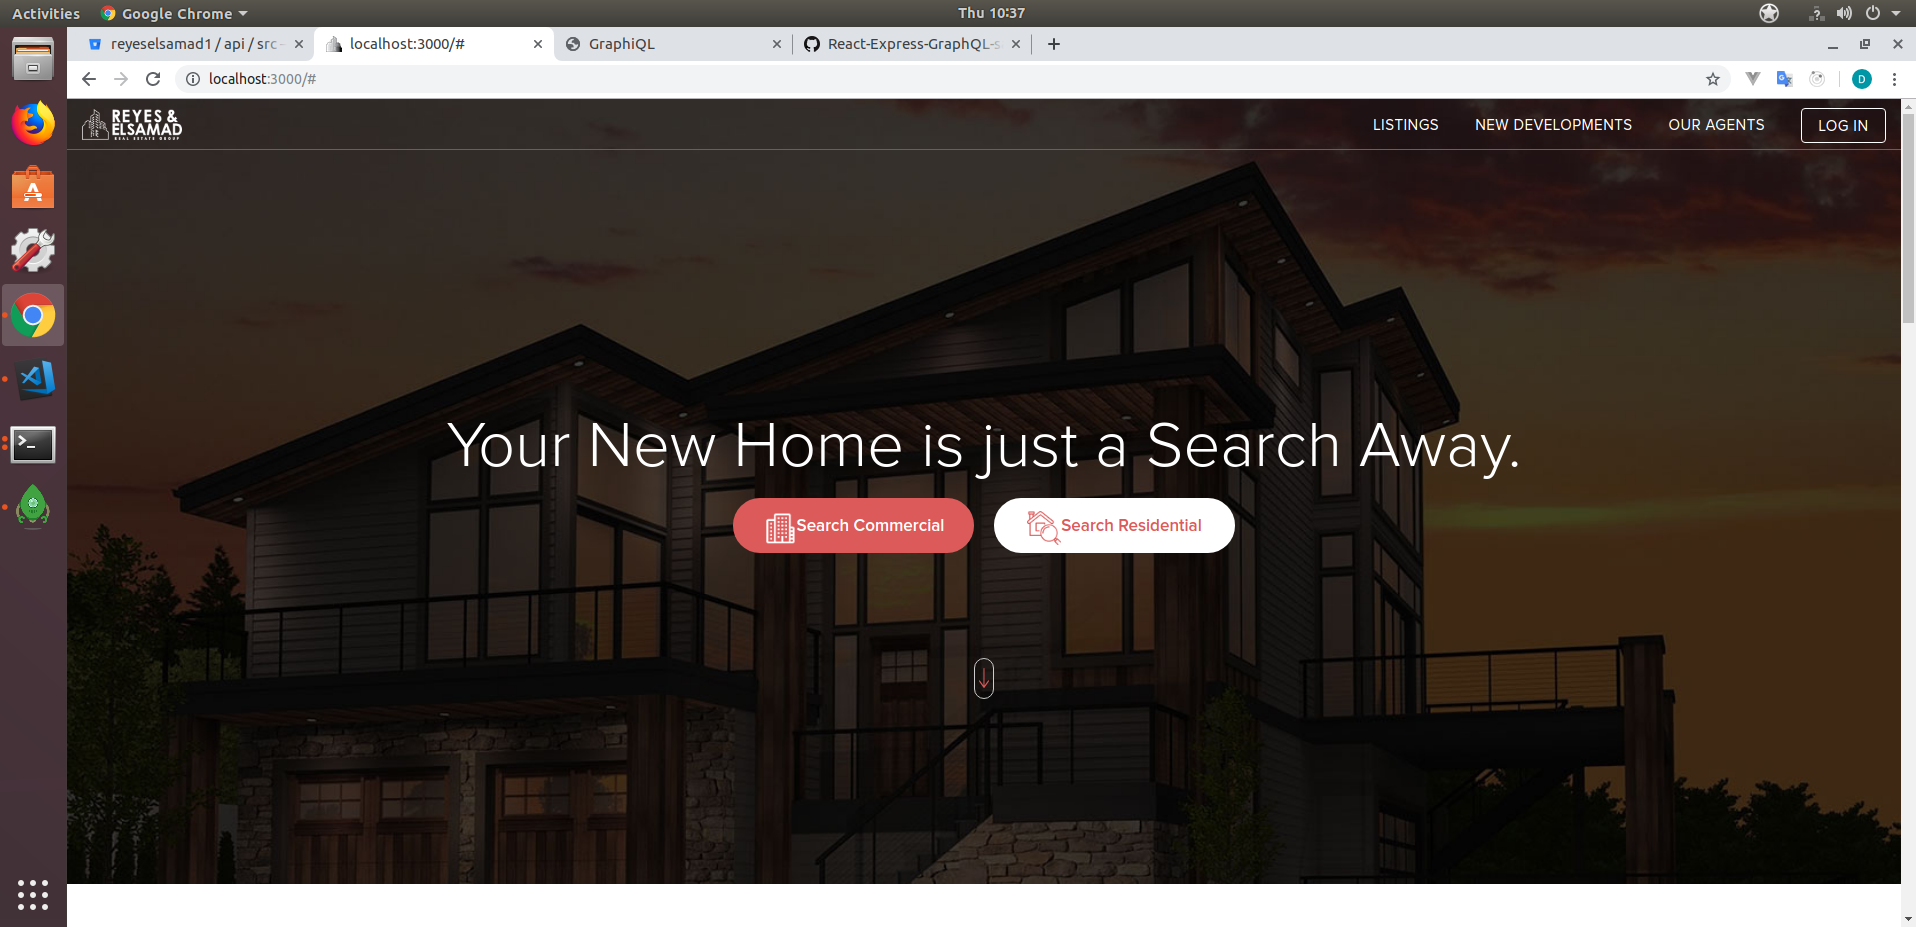 Activities
Google Chrome
Thu 10:37
?
reyeselsamad1 / api / src
localhost:3000/#
GraphiQL
React-Express-GraphQL-s
localhost:3000/#
D
REYES &
ELSAMAD
REAL ESTATE GROUP
LISTINGS
NEW DEVELOPMENTS
OUR AGENTS
LOG IN
Your New Home is just a Search Away.
Search Commercial
Search Residential